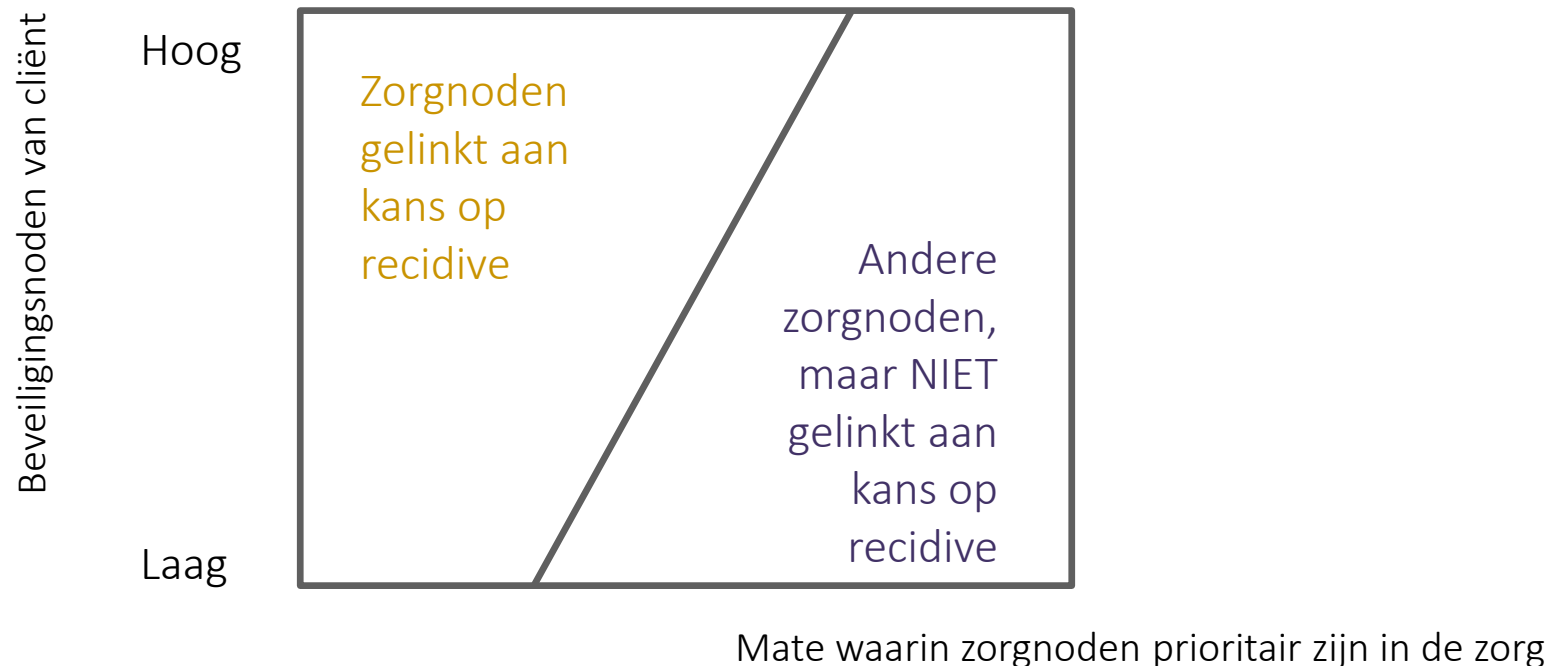 Beveiligingsnoden van cliënt
Hoog
Zorgnoden
gelinkt aan
kans op
recidive
Andere
zorgnoden,
maar NIET
gelinkt aan
kans op
recidive
Laag
Mate waarin zorgnoden prioritair zijn in de zorg